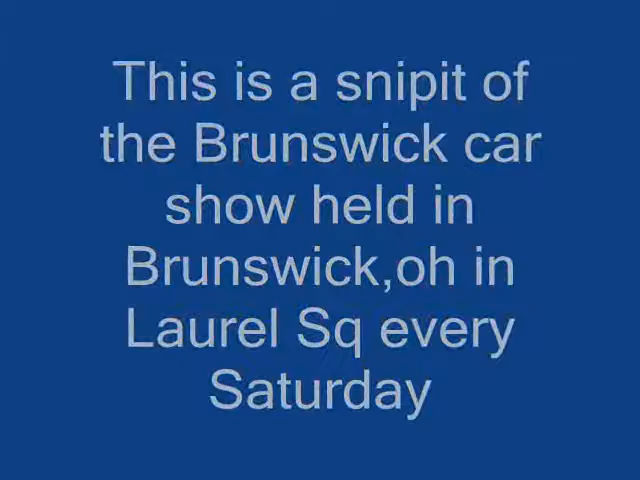 This is a snipit of
the Brunswick car
show held in
Brunswick,oh in
Laurel Sq every
Saturday